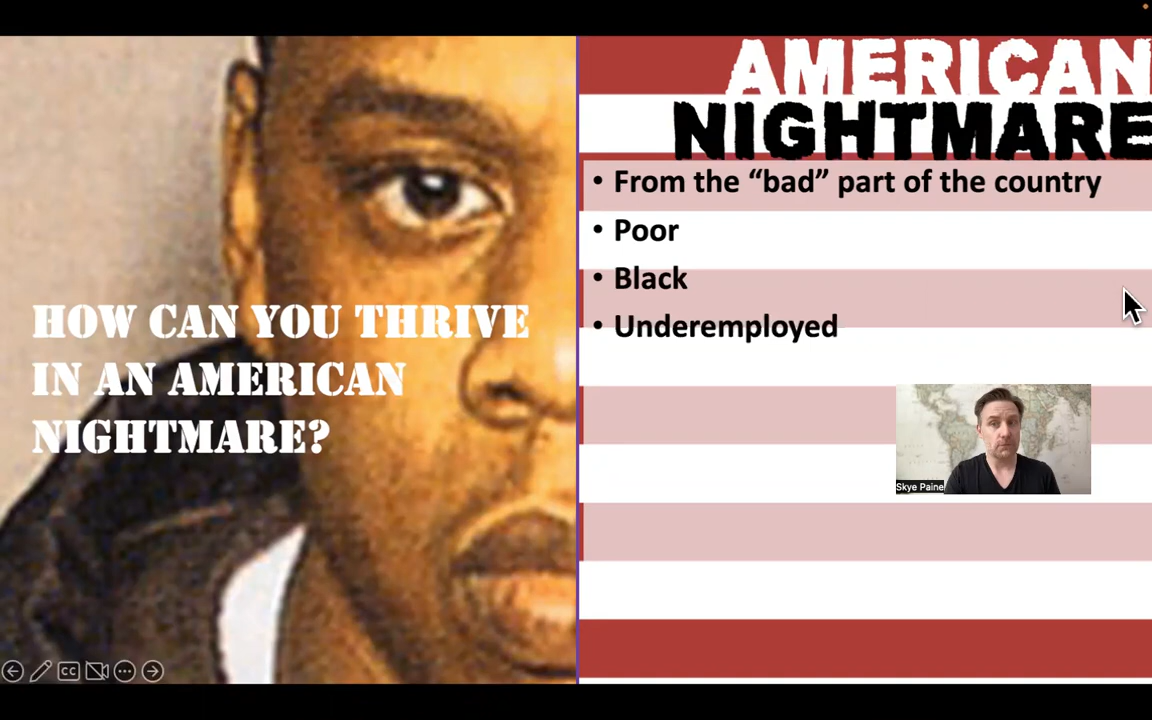 HOW CAN YOU THRIVE
IN AN AMERICAN
NIGHTMARE?
AMERICAN
NIGHTMARE
• From the “bad” part of the country
• Poor
• Black
• Underemployed
Skye Paine
CC